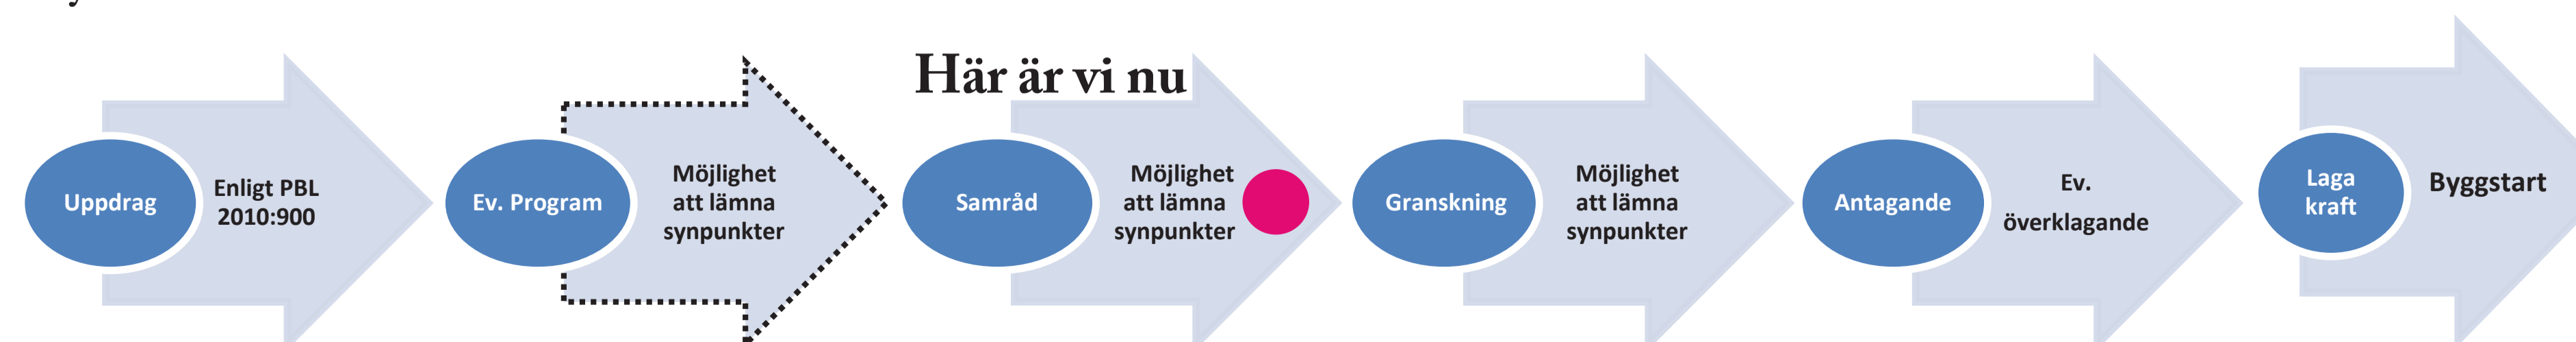 Här är vi nu
Uppdrag
Enligt PBL
2010:900
Ev. Program
Möjlighet
att lämna
synpunkter
Samråd
Möjlighet
att lämna
synpunkter
Granskning
Möjlighet
att lämna
synpunkter
Antagande
Ev.
överklagande
Laga
kraft
Byggstart